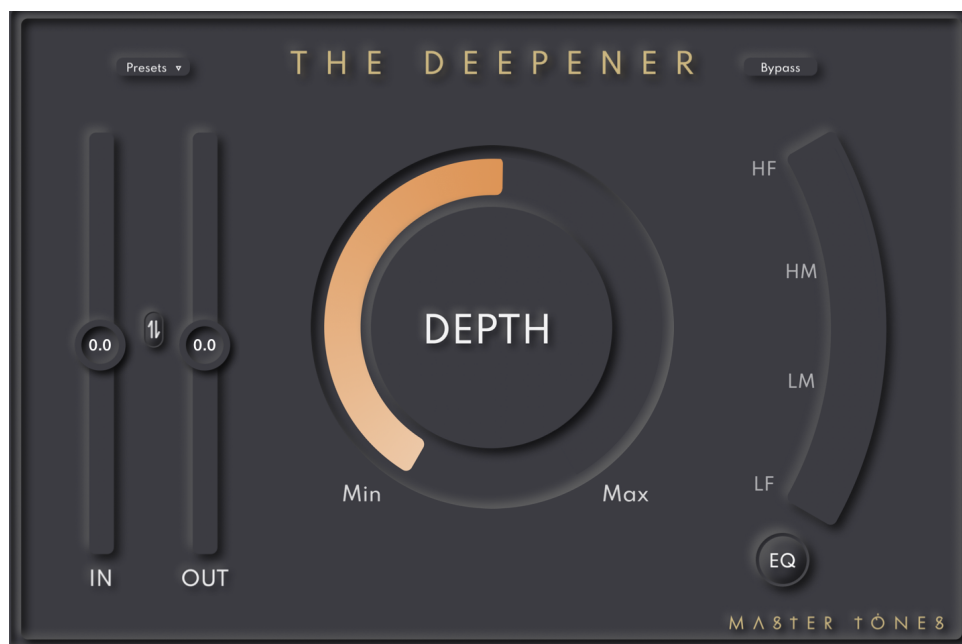 Presets
THE DEEPENER
Bypass
HF
HM
LM
LF
0.0
0.0
DEPTH
Min
Max
IN
OUT
EQ
MASTER TONES